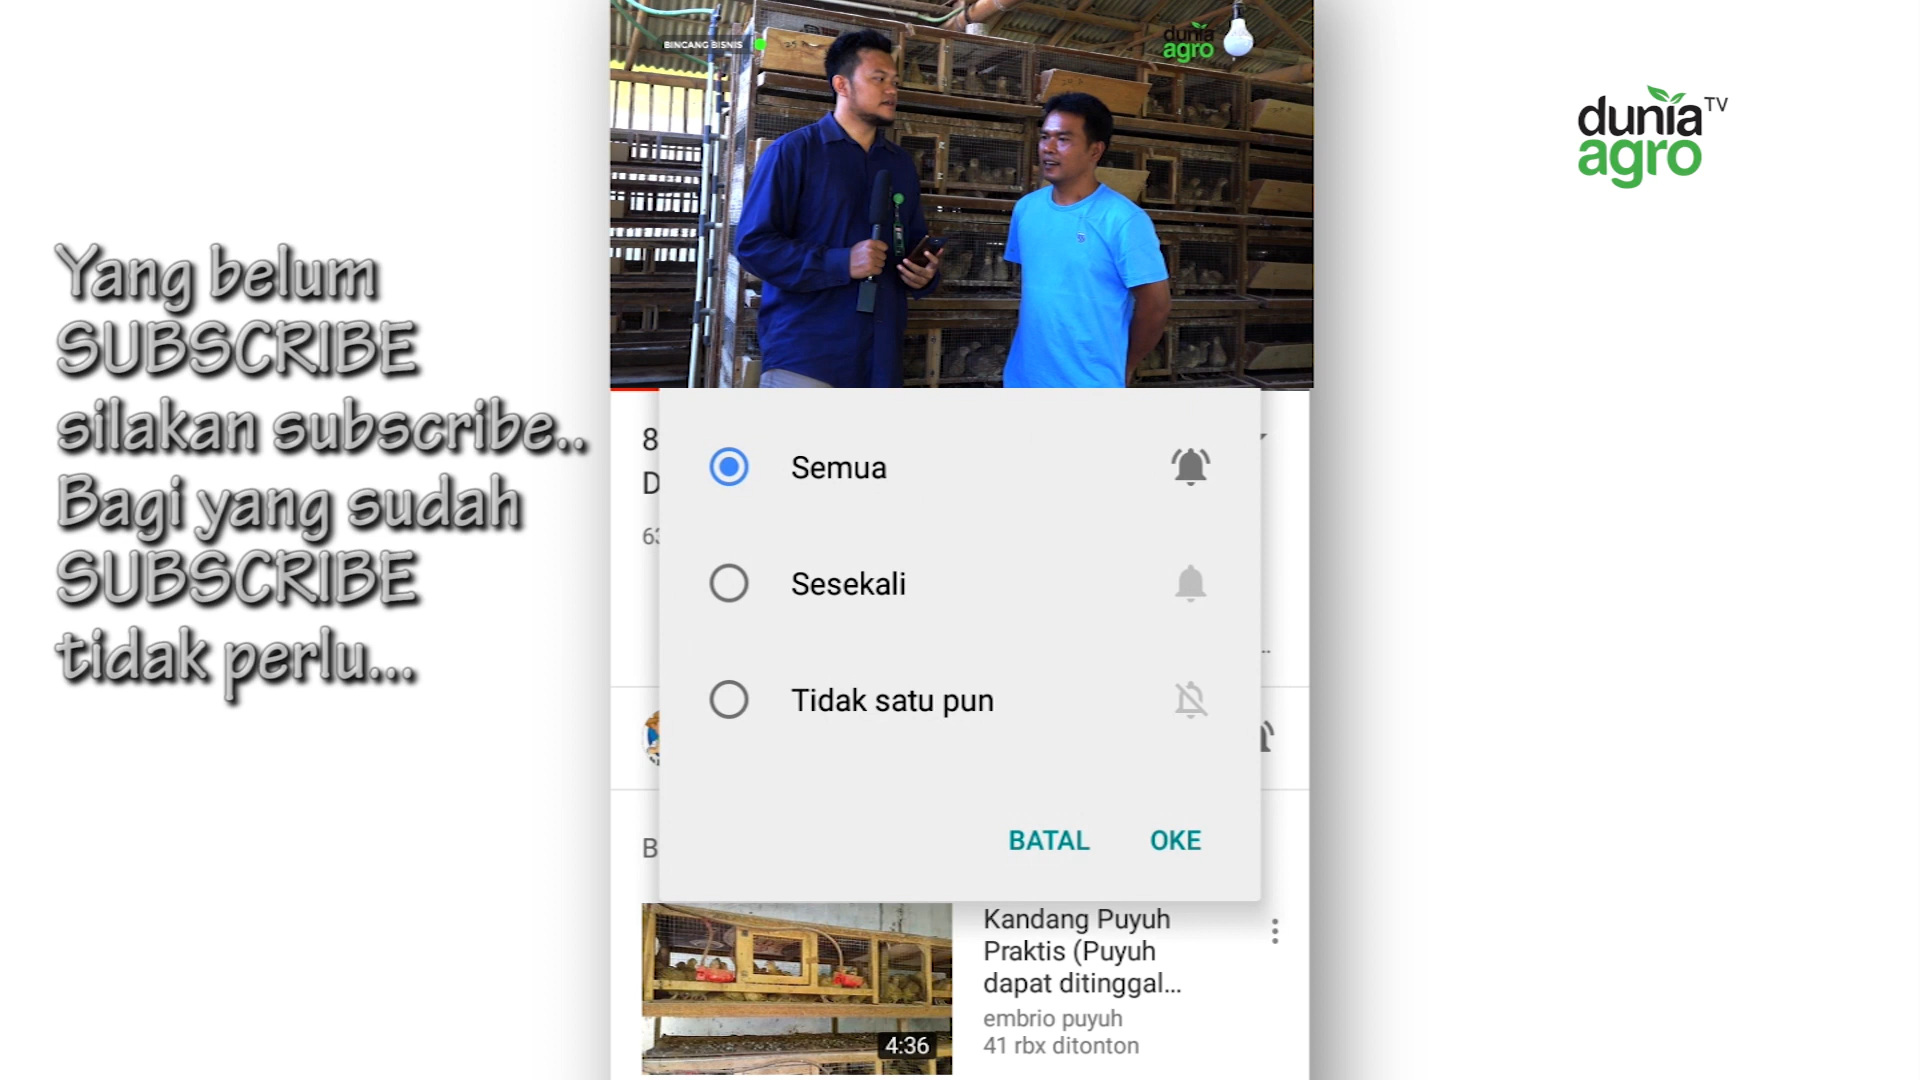 Yang belum
SUBSCRIBE
silakan subscribe..
Bagi yang sudah
SUBSCRIBE
tidak perlu...
BINCANG BISNIS
dunia
agro
8
D
63
Semua
Sesekali
Tidak satu pun
BATAL
OKE
B
4:36
Kandang Puyuh
Praktis (Puyuh
dapat ditinggal...
embrio puyuh
41 rbx ditonton
dunia TV
agro